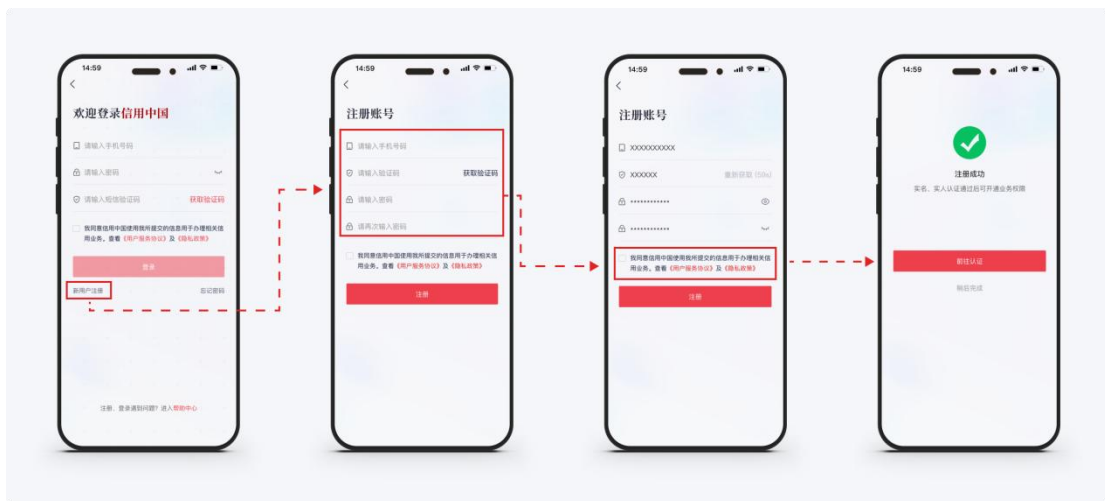 14:59
欢迎登录信用中国
请输入手机号码
请输入密码
请输入短信验证码 获取验证码
我同意信用中国使用我所提交的信息用于办理相关信
用业务。查看《用户服务协议》及《隐私政策》
登录
新用户注册 忘记密码
注册、登录遇到问题？进入帮助中心
14:59
注册账号
请输入手机号码
请输入验证码 获取验证码
请输入密码
请再次输入密码
我同意信用中国使用我所提交的信息用于办理相关信
用业务。查看《用户服务协议》及《隐私政策》
注册
14:59
注册账号
XXXXXXXXXX
XXXXXX 重新获取 (59s)
************
************
我同意信用中国使用我所提交的信息用于办理相关信
用业务。查看《用户服务协议》及《隐私政策》
注册
14:59
注册成功
实名、实人认证通过后可开通业务权限
前往认证
稍后完成